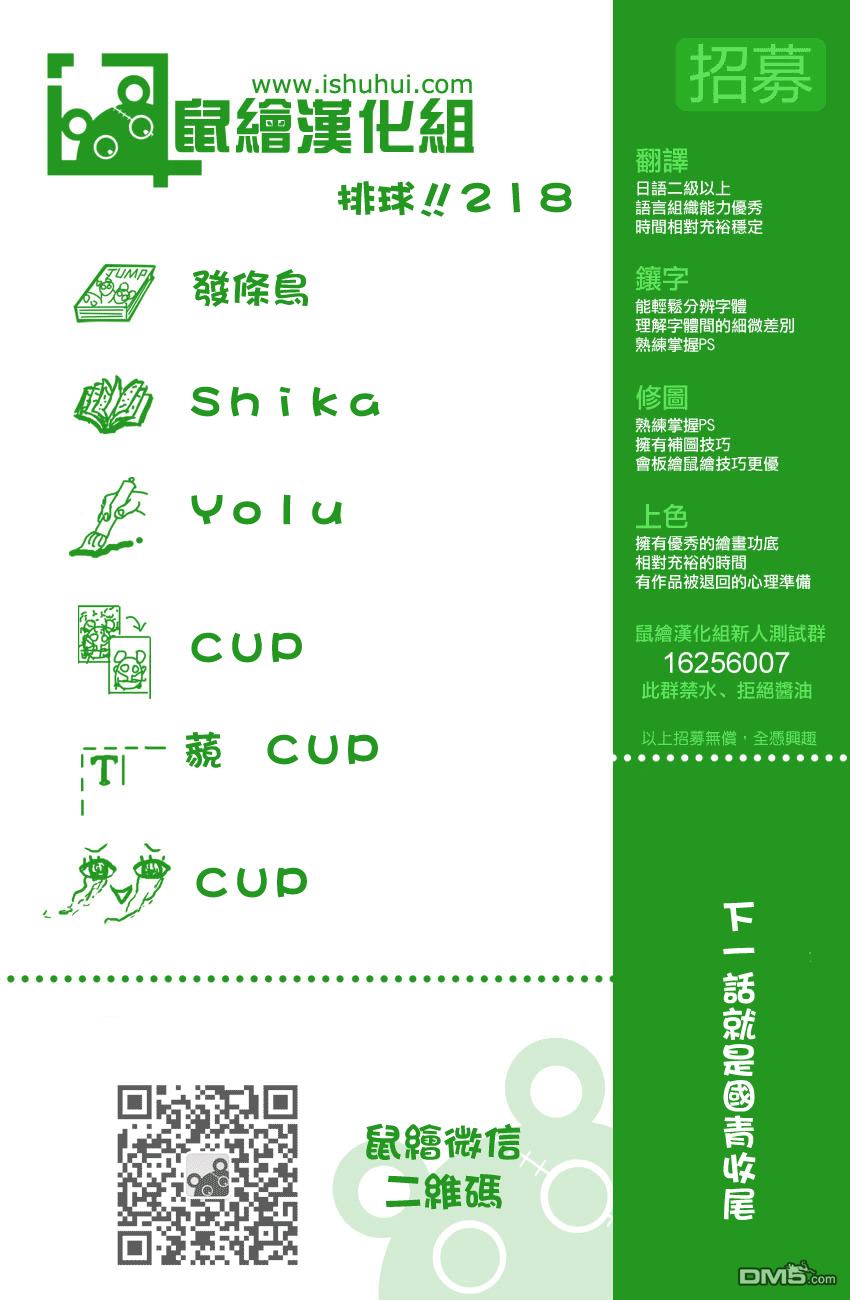 www.ishuhui.com
鼠繪漢化組
排球!!218
JUMP
發條鳥
Shika
Yolu
cup
T
蘋 cup
cup
鼠繪微信
二維碼
招募
翻譯
日語二級以上
語言組織能力優秀
時間相對充裕穩定
鑲字
能輕鬆分辨字體
理解字體間的細微差別
熟練掌握PS
修圖
熟練掌握PS
擁有補圖技巧
會板繪鼠繪技巧更優
上色
擁有優秀的繪畫功底
相對充裕的時間
有作品被退回的心理準備
鼠繪漢化組新人測試群
16256007
此群禁水、拒絕醬油
以上招募無償，全憑興趣
下一話就是國青收尾
DM5.com